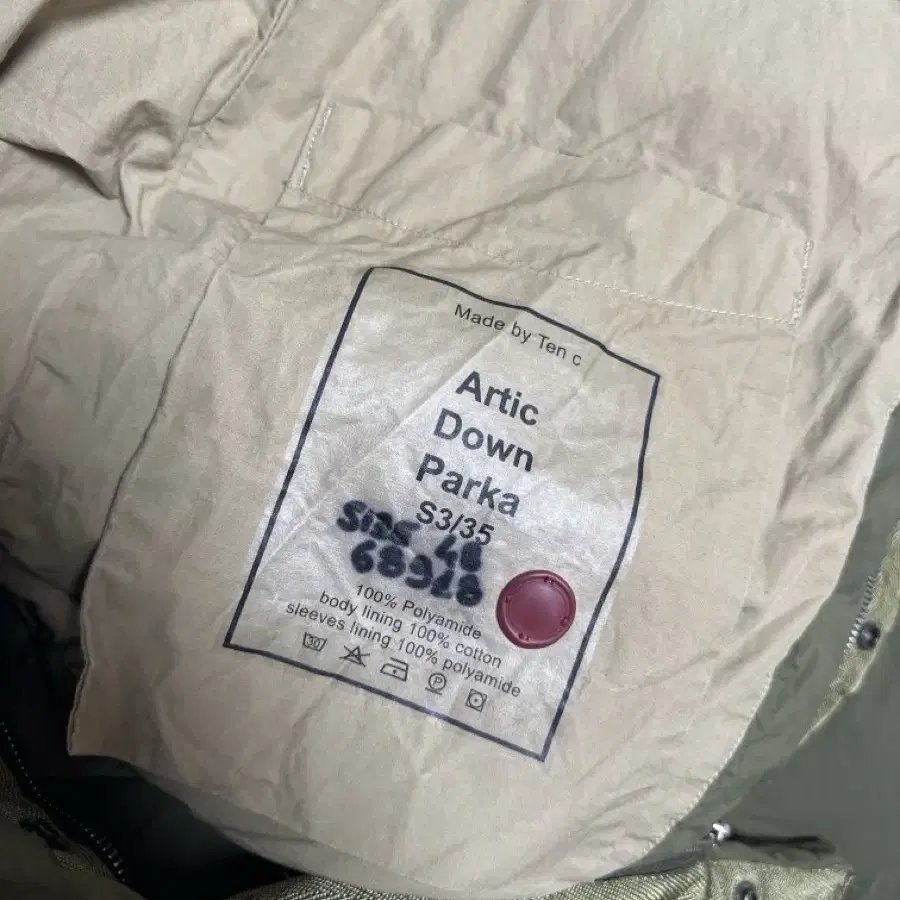 Made by Ten c
Artic
Down
Parka
S3/35
SIZE 48
68928
100% Polyamide
body lining 100% cotton
sleeves lining 100% polyamide
30
P